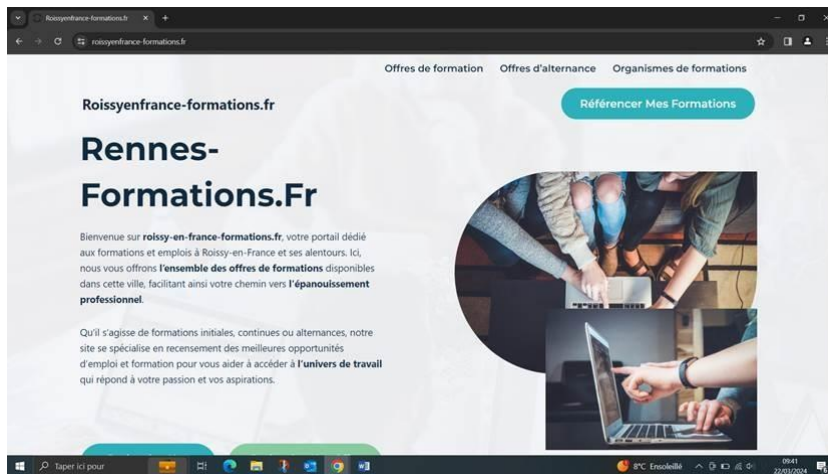 Roissyenfrance-formations.fr
roissyenfrance-formations.fr
Offres de formation Offres d'alternance Organismes de formations
Roissyenfrance-formations.fr
Référencer Mes Formations
Rennes-
Formations.Fr
Bienvenue sur roissy-en-france-formations.fr, votre portail dédié
aux formations et emplois à Roissy-en-France et ses alentours. Ici,
nous vous offrons l'ensemble des offres de formations disponibles
dans cette ville, facilitant ainsi votre chemin vers l'épanouissement
professionnel.
Qu'il s'agisse de formations initiales, continues ou alternances, notre
site se spécialise en recensement des meilleures opportunités
d'emploi et formation pour vous aider à accéder à l'univers de travail
qui répond à votre passion et vos aspirations.
Taper ici pour
8°C Ensoleillé
09:41
22/03/2024